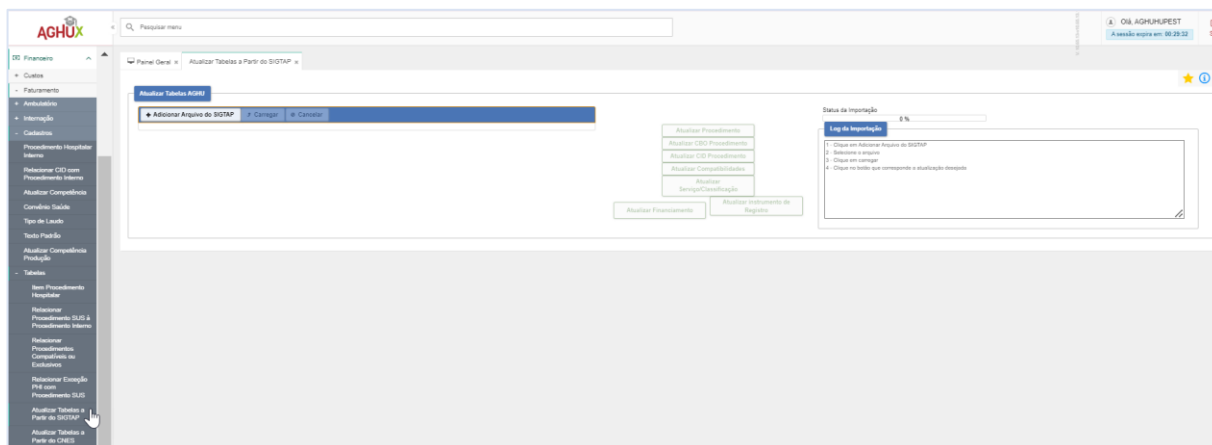 AGHUX
Pesquisar menu
Olá, AGHUHUPEST
A sessão expira em: 00:29:32
Financeiro
+ Custos
- Faturamento
+ Ambulatório
+ Internação
- Cadastros
Procedimento Hospitalar
Interno
Relacionar CID com
Procedimento Interno
Atualizar Competência
Convênio Saúde
Tipo de Laudo
Texto Padrão
Atualizar Competência
Produção
- Tabelas
Item Procedimento
Hospitalar
Relacionar
Procedimento SUS à
Procedimento Interno
Relacionar
Procedimentos
Compatíveis ou
Exclusivos
Relacionar Exceção
PHI com
Procedimento SUS
Atualizar Tabelas a
Partir do SIGTAP
Atualizar Tabelas a
Partir do CNES
Painel Geral ×
Atualizar Tabelas a Partir do SIGTAP ×
Atualizar Tabelas AGHU
+ Adicionar Arquivo do SIGTAP
Carregar
Cancelar
Atualizar Procedimento
Atualizar CBO Procedimento
Atualizar CID Procedimento
Atualizar Compatibilidades
Atualizar
Serviço/Classificação
Atualizar Financiamento
Atualizar Instrumento de
Registro
Status da Importação
0 %
Log da Importação
1 - Clique em Adicionar Arquivo do SIGTAP
2 - Selecione o arquivo
3 - Clique em carregar
4 - Clique no botão que corresponde a atualização desejada.